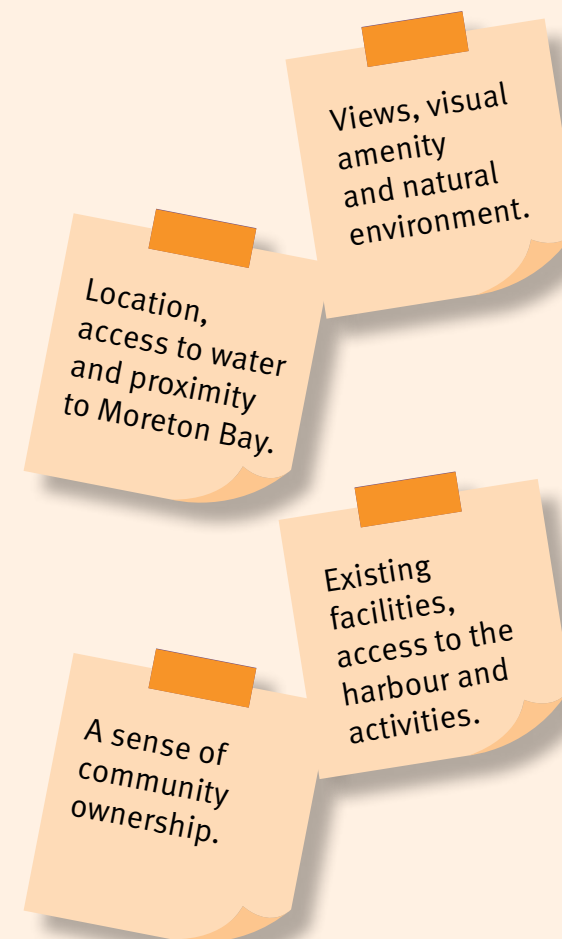 Views, visual
amenity
and natural
environment.
Location,
access to water
and proximity
to Moreton Bay.
Existing
facilities,
access to the
harbour and
activities.
A sense of
community
ownership.